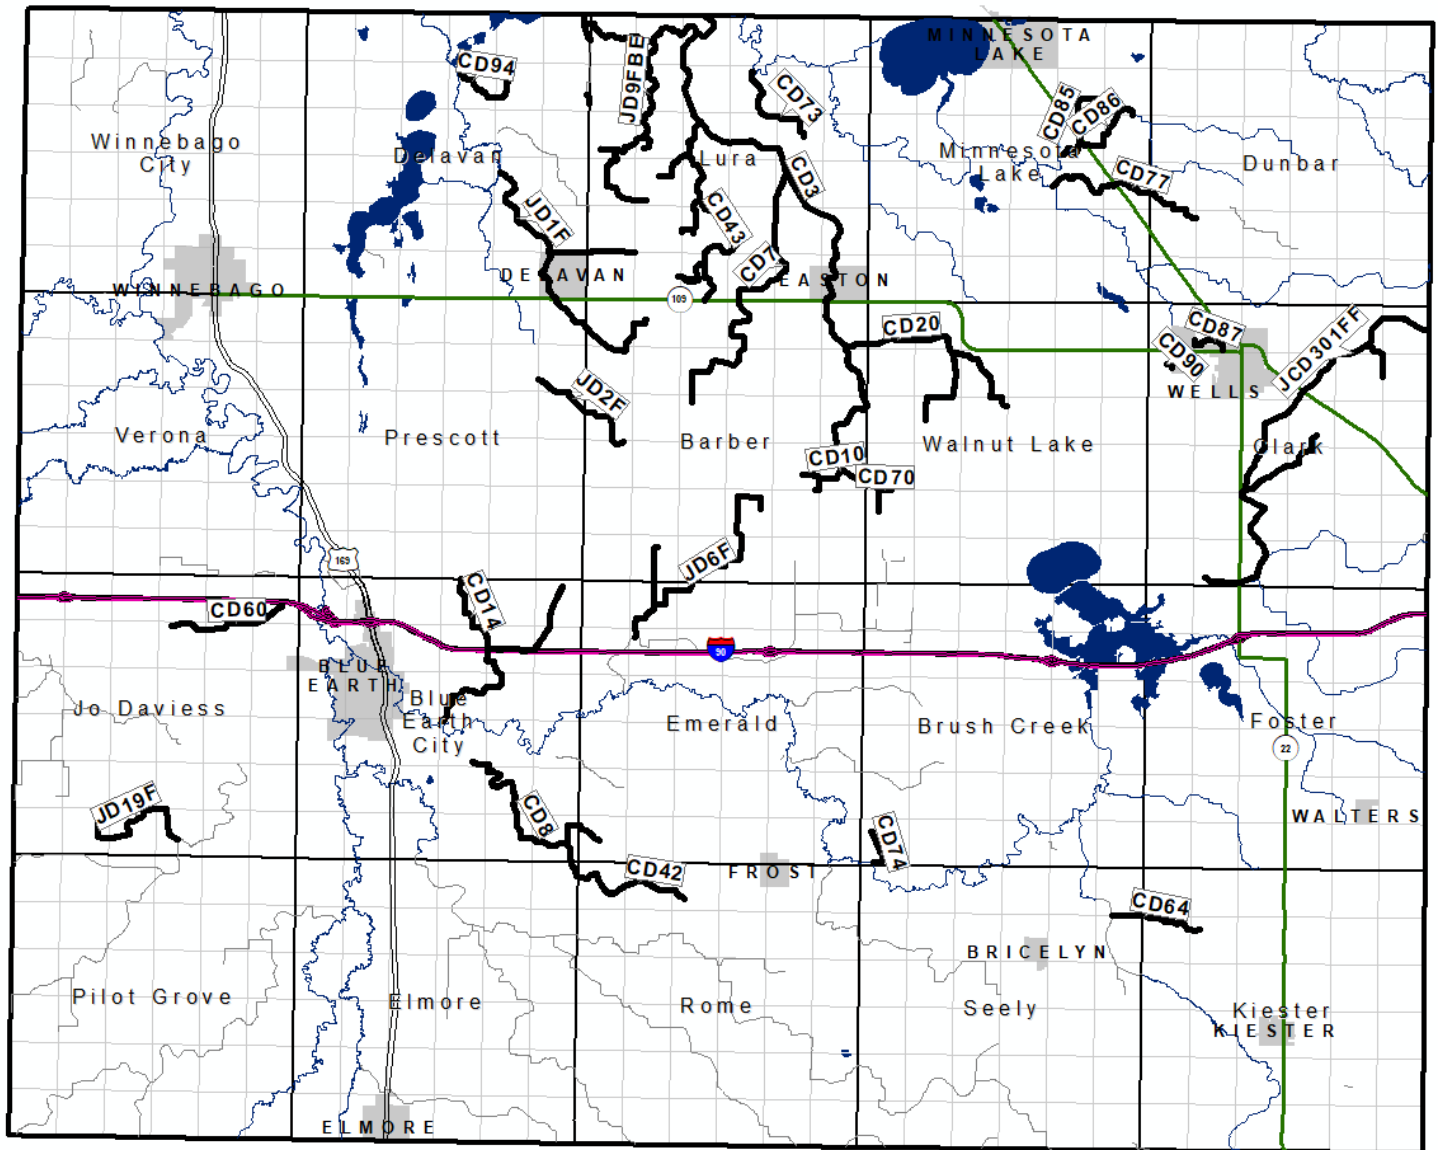 MINNESOTA
LAKE
CD94
JD9FBE
CD73
CD85
CD86
Winnebago
City
Delavan
Lura
Minnesota
Lake
Dunbar
CD3
CD77
JD1F
CD43
CD7
DELAVAN
EASTON
WINNEBAGO
109
CD20
CD87
CD90
JCD301FF
WELLS
JD2F
Verona
Prescott
Barber
Walnut Lake
Clark
CD10
CD70
169
JD6F
CD60
CD14
90
BLUE
EARTH
Jo Daviess
Blue
Earth
City
Emerald
Brush Creek
Foster
22
JD19F
CD8
CD74
WALTERS
CD42
FROST
CD64
BRICELYN
Pilot Grove
Elmore
Rome
Seely
Kiester
KIESTER
ELMORE